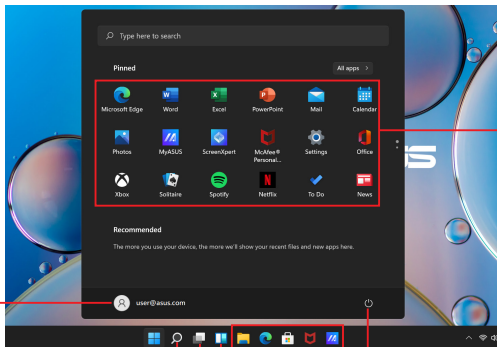 Type here to search
Pinned
All apps >
Microsoft Edge Word Excel PowerPoint Mail Calendar
Photos MyASUS ScreenXpert McAfee® Personal... Settings Office
Xbox Solitaire Spotify Netflix To Do News
Recommended
The more you use your device, the more we'll show your recent files and new apps here.
user@asus.com